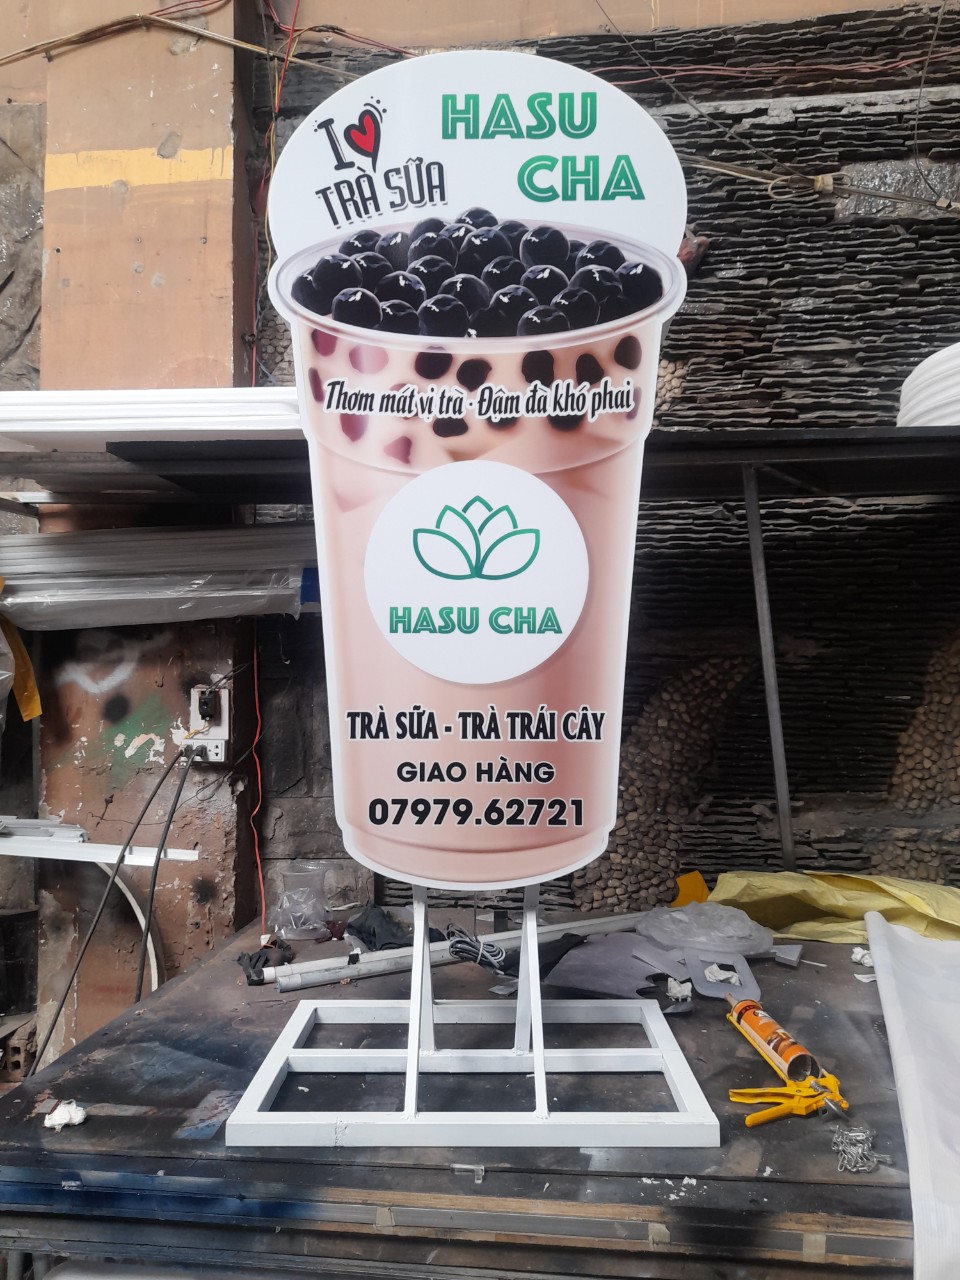 I ❤ TRÀ SỮA
HASU
CHA
Thơm mát vị trà - Đậm đà khó phai
HASU CHA
TRÀ SỮA - TRÀ TRÁI CÂY
GIAO HÀNG
07979.62721